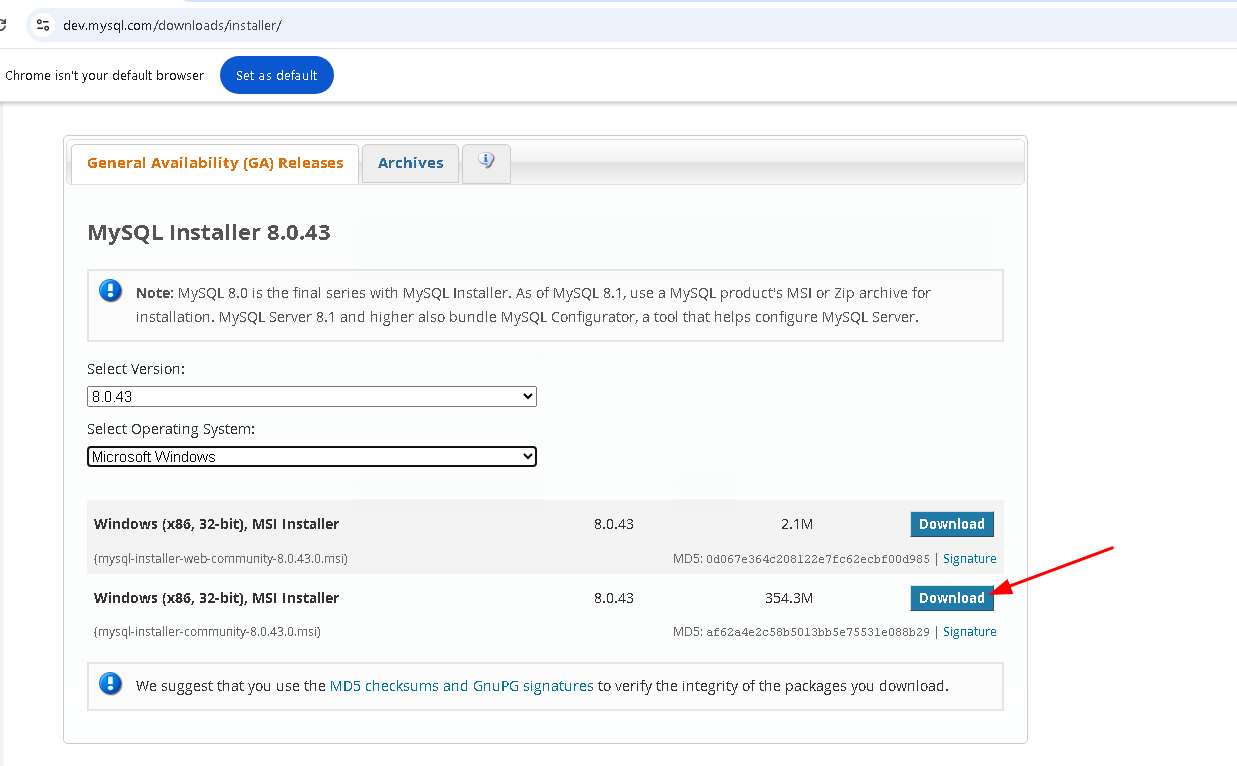 dev.mysql.com/downloads/installer/
Chrome isn't your default browser
Set as default
General Availability (GA) Releases
Archives
MySQL Installer 8.0.43
Note: MySQL 8.0 is the final series with MySQL Installer. As of MySQL 8.1, use a MySQL product's MSI or Zip archive for
installation. MySQL Server 8.1 and higher also bundle MySQL Configurator, a tool that helps configure MySQL Server.
Select Version:
8.0.43
Select Operating System:
Microsoft Windows
Windows (x86, 32-bit), MSI Installer 8.0.43 2.1M Download
(mysql-installer-web-community-8.0.43.0.msi) MD5: 0d067e364c208122e7fc62ecbf00d985 | Signature
Windows (x86, 32-bit), MSI Installer 8.0.43 354.3M Download
(mysql-installer-community-8.0.43.0.msi) MD5: af62a4e2c58b5013bb5e75531e088b29 | Signature
We suggest that you use the MD5 checksums and GnuPG signatures to verify the integrity of the packages you download.